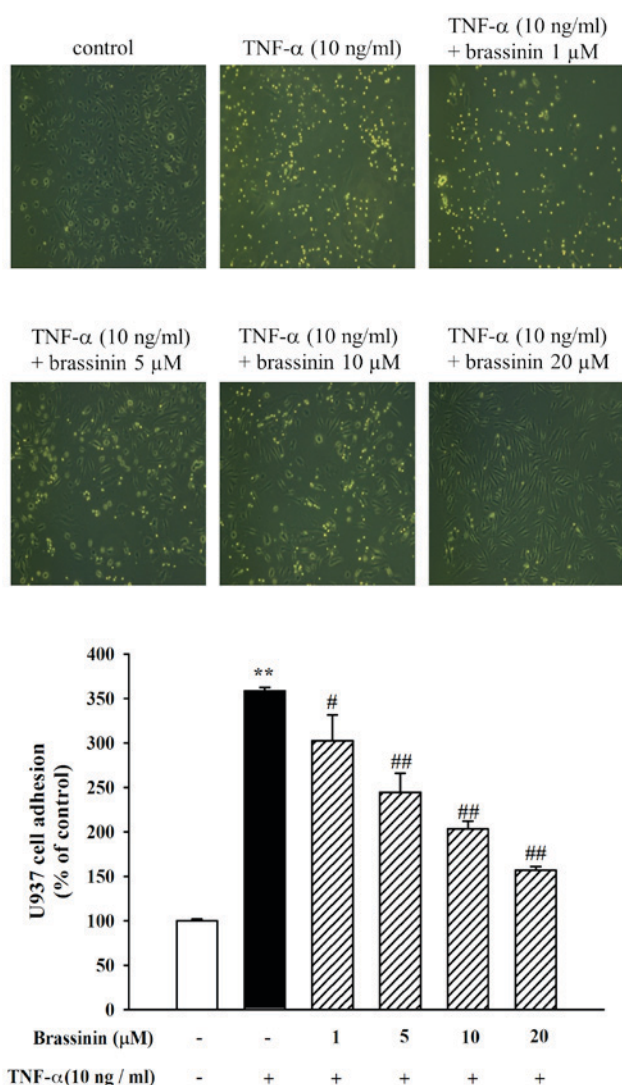 control
TNF-α (10 ng/ml)
TNF-α (10 ng/ml)
+ brassinin 1 µM
TNF-α (10 ng/ml)
+ brassinin 5 µM
TNF-α (10 ng/ml)
+ brassinin 10 µM
TNF-α (10 ng/ml)
+ brassinin 20 µM
U937 cell adhesion
(% of control)
400
350
300
250
200
150
100
50
0
**
#
##
##
##
Brassinin (µM) - - 1 5 10 20
TNF-α(10 ng / ml) - + + + + +